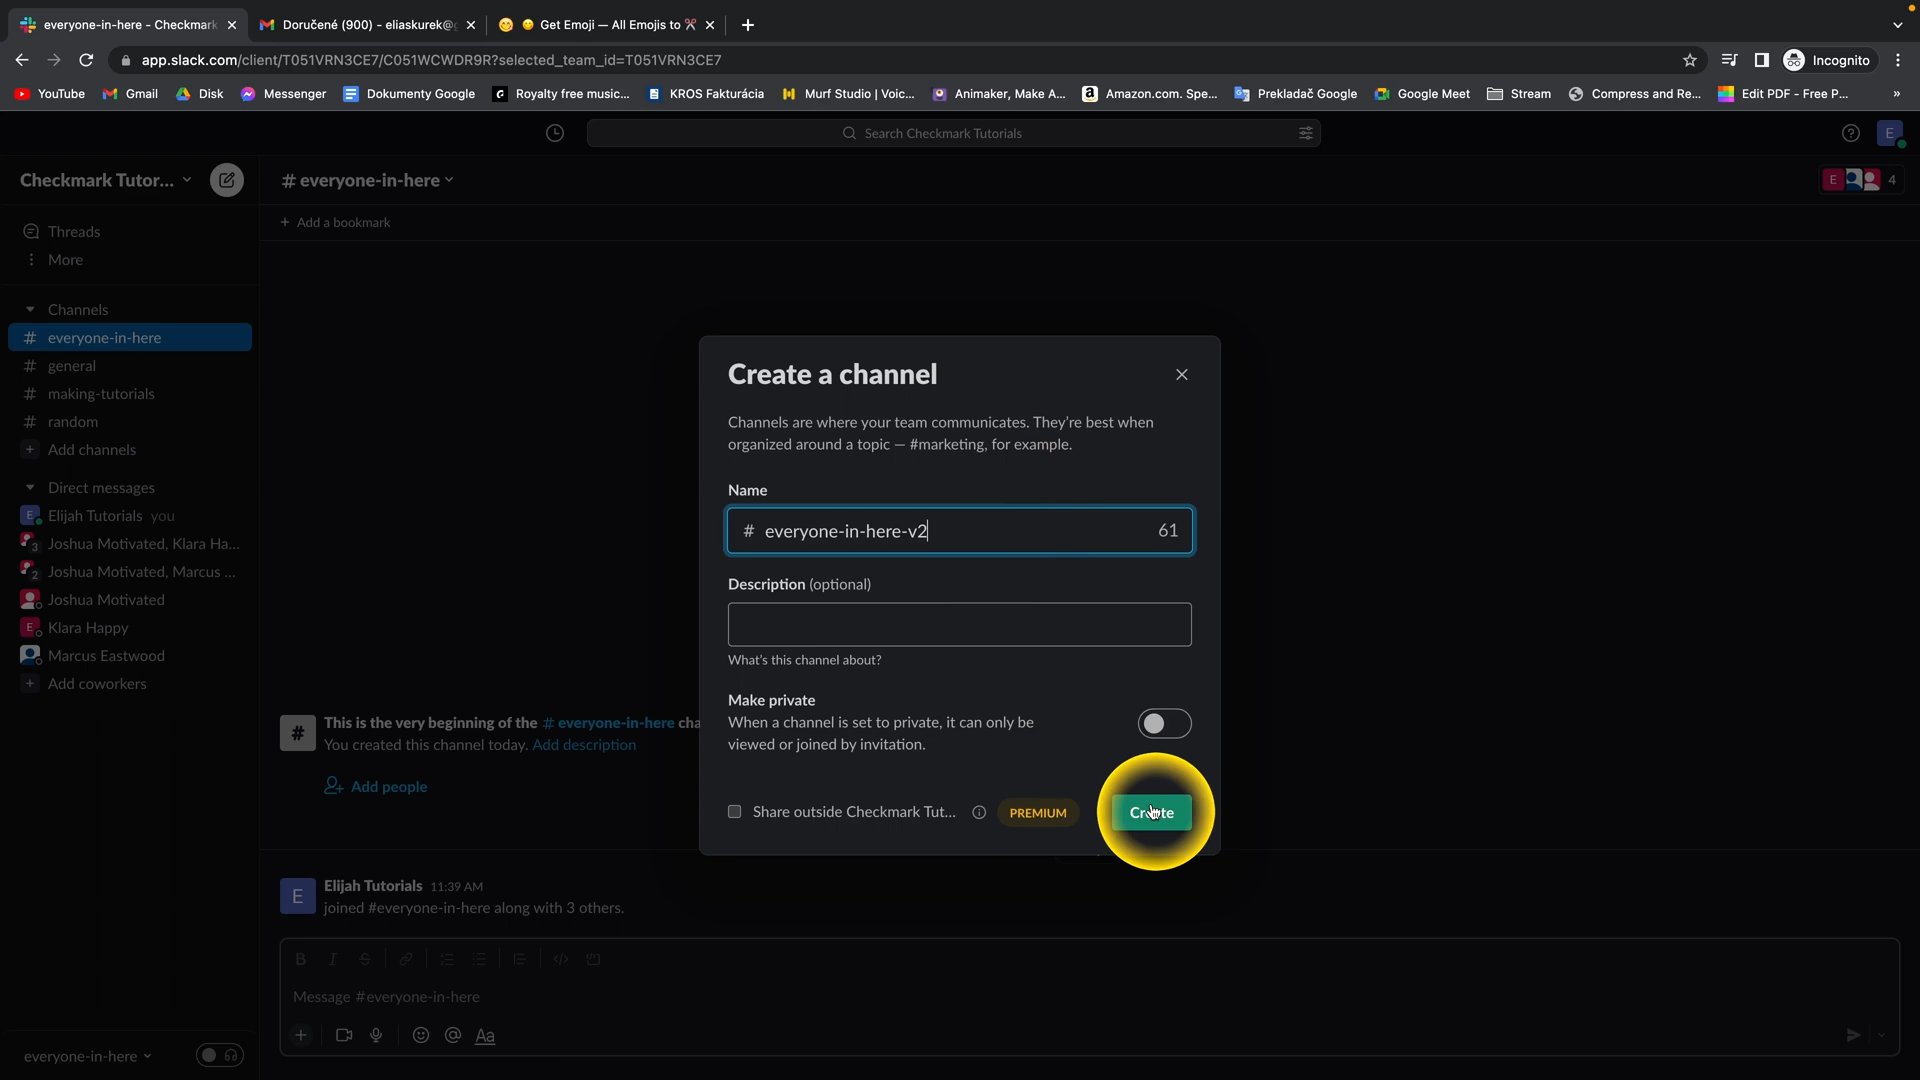 everyone-in-here - Checkmark
Doručené (900) - eliaskurek@g
Get Emoji — All Emojis to
app.slack.com/client/T051VRN3CE7/C051WCWDR9R?selected_team_id=T051VRN3CE7
Incognito
YouTube
Gmail
Disk
Messenger
Dokumenty Google
Royalty free music...
KROS Fakturácia
Murf Studio | Voic...
Animaker, Make A...
Amazon.com. Spe...
Prekladač Google
Google Meet
Stream
Compress and Re...
Edit PDF - Free P...
»
Search Checkmark Tutorials
E
Checkmark Tutor...
# everyone-in-here
E
4
+ Add a bookmark
Threads
More
Channels
# everyone-in-here
# general
# making-tutorials
# random
+ Add channels
Direct messages
E Elijah Tutorials you
3 Joshua Motivated, Klara Ha...
2 Joshua Motivated, Marcus ...
Joshua Motivated
E Klara Happy
Marcus Eastwood
+ Add coworkers
everyone-in-here
Create a channel
Channels are where your team communicates. They're best when
organized around a topic — #marketing, for example.
Name
# everyone-in-here-v2
61
Description (optional)
What's this channel about?
Make private
When a channel is set to private, it can only be
viewed or joined by invitation.
Share outside Checkmark Tut...
PREMIUM
Create
# This is the very beginning of the # everyone-in-here cha
You created this channel today. Add description
Add people
E Elijah Tutorials 11:39 AM
joined #everyone-in-here along with 3 others.
B I S
Message #everyone-in-here
+ @ Aa